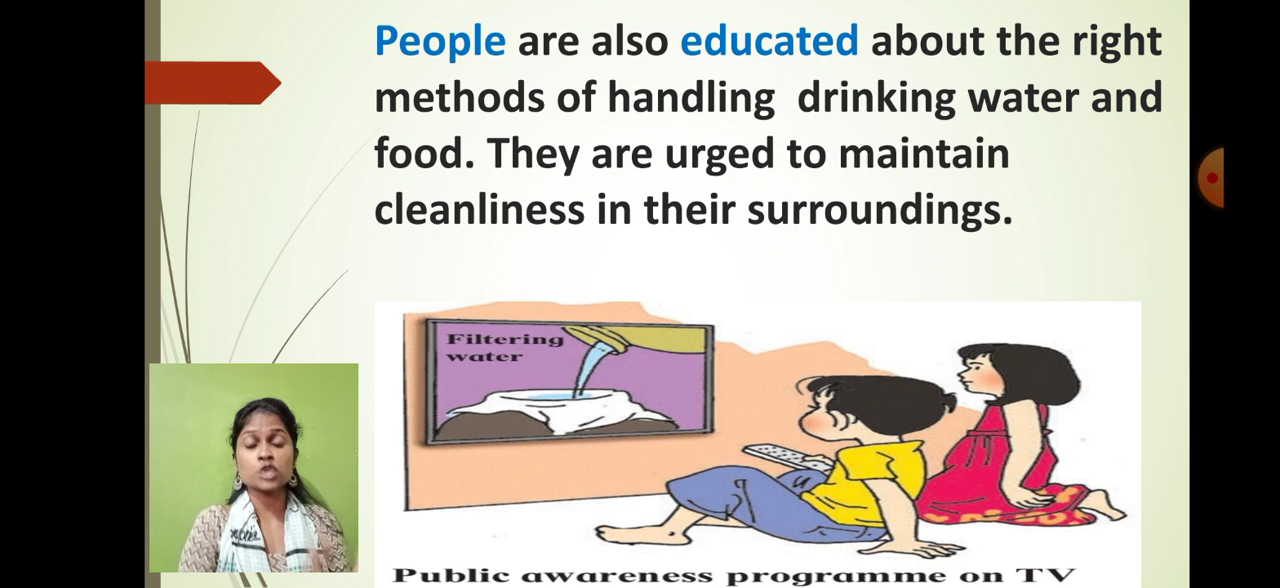 People are also educated about the right
methods of handling drinking water and
food. They are urged to maintain
cleanliness in their surroundings.
Filtering
water
Public awareness programme on TV